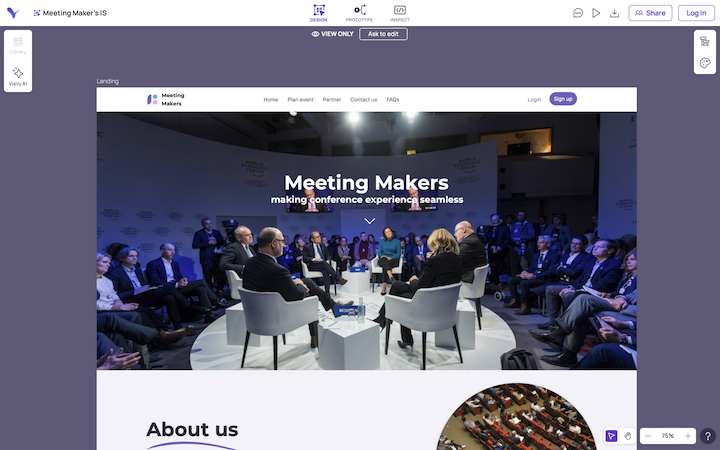 Meeting Maker's IS
DESIGN
PROTOTYPE
INSPECT
Share
Log in
VIEW ONLY
Ask to edit
Library
Visily AI
Landing
Meeting
Makers
Home
Plan event
Partner
Contact us
FAQs
Login
Sign up
Meeting Makers
making conference experience seamless
About us
75%
?